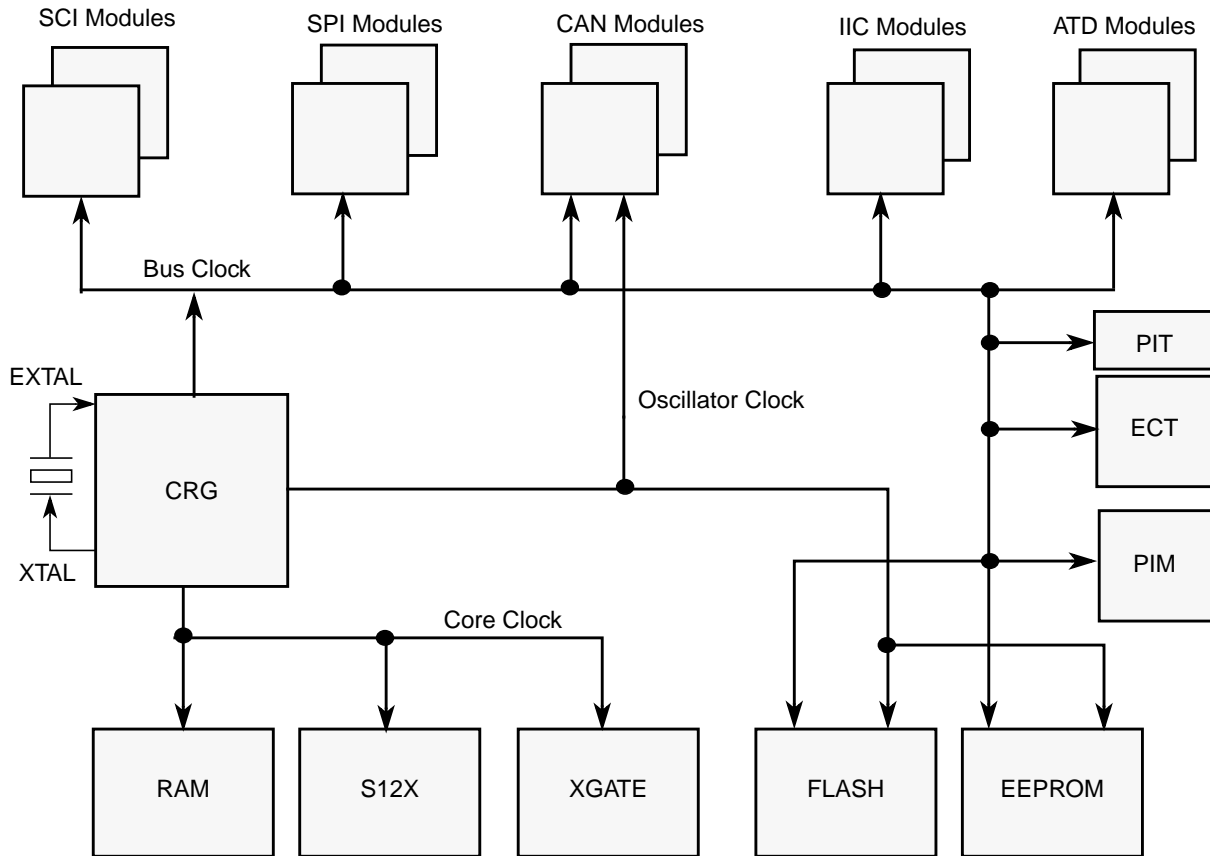 SCI Modules
SPI Modules
CAN Modules
IIC Modules
ATD Modules
Bus Clock
PIT
EXTAL
Oscillator Clock
ECT
CRG
PIM
XTAL
Core Clock
RAM
S12X
XGATE
FLASH
EEPROM